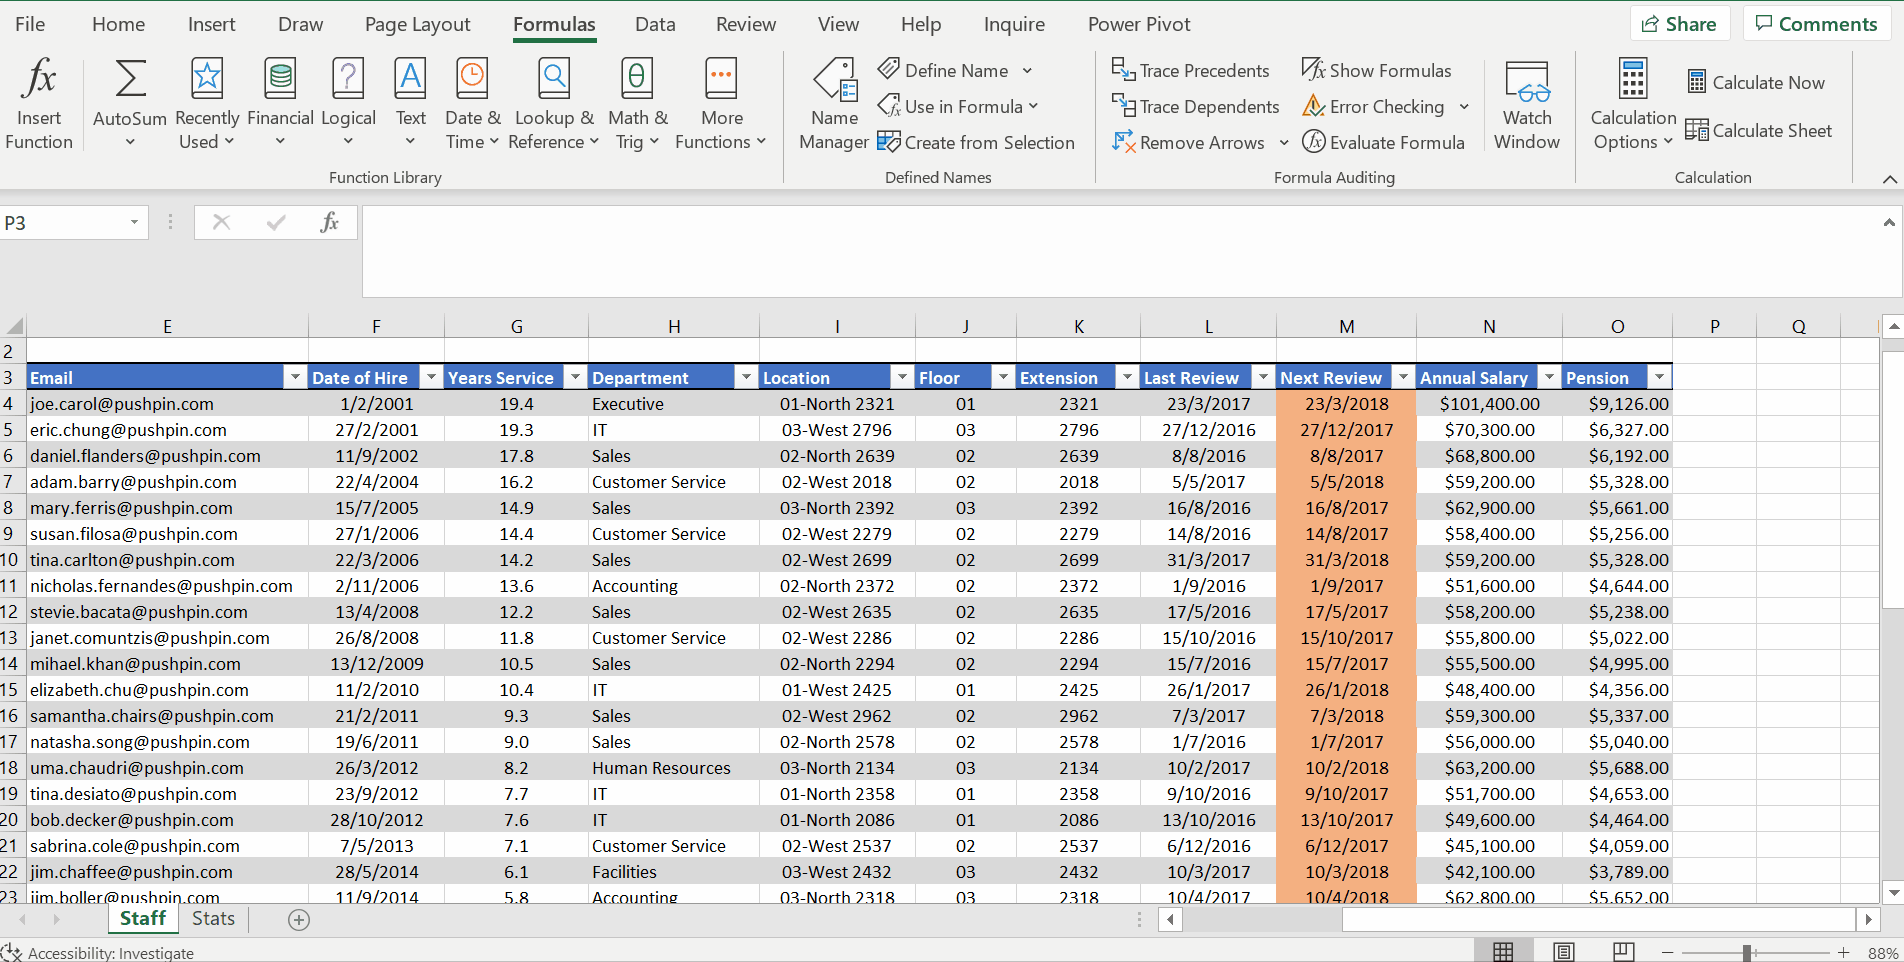 File Home Insert Draw Page Layout Formulas Data Review View Help Inquire Power Pivot Share Comments
Insert Function
AutoSum
Recently Used
Financial
Logical
Text
Date & Time
Lookup & Reference
Math & Trig
More Functions
Function Library
Name Manager
Define Name
Use in Formula
Create from Selection
Defined Names
Trace Precedents
Trace Dependents
Remove Arrows
Show Formulas
Error Checking
Evaluate Formula
Formula Auditing
Watch Window
Calculation Options
Calculate Now
Calculate Sheet
Calculation
P3 fx
E F G H I J K L M N O P Q
2
3 Email Date of Hire Years Service Department Location Floor Extension Last Review Next Review Annual Salary Pension
4 joe.carol@pushpin.com 1/2/2001 19.4 Executive 01-North 2321 01 2321 23/3/2017 23/3/2018 $101,400.00 $9,126.00
5 eric.chung@pushpin.com 27/2/2001 19.3 IT 03-West 2796 03 2796 27/12/2016 27/12/2017 $70,300.00 $6,327.00
6 daniel.flanders@pushpin.com 11/9/2002 17.8 Sales 02-North 2639 02 2639 8/8/2016 8/8/2017 $68,800.00 $6,192.00
7 adam.barry@pushpin.com 22/4/2004 16.2 Customer Service 02-West 2018 02 2018 5/5/2017 5/5/2018 $59,200.00 $5,328.00
8 mary.ferris@pushpin.com 15/7/2005 14.9 Sales 03-North 2392 03 2392 16/8/2016 16/8/2017 $62,900.00 $5,661.00
9 susan.filosa@pushpin.com 27/1/2006 14.4 Customer Service 02-West 2279 02 2279 14/8/2016 14/8/2017 $58,400.00 $5,256.00
10 tina.carlton@pushpin.com 22/3/2006 14.2 Sales 02-West 2699 02 2699 31/3/2017 31/3/2018 $59,200.00 $5,328.00
11 nicholas.fernandes@pushpin.com 2/11/2006 13.6 Accounting 02-North 2372 02 2372 1/9/2016 1/9/2017 $51,600.00 $4,644.00
12 stevie.bacata@pushpin.com 13/4/2008 12.2 Sales 02-West 2635 02 2635 17/5/2016 17/5/2017 $58,200.00 $5,238.00
13 janet.comuntzis@pushpin.com 26/8/2008 11.8 Customer Service 02-West 2286 02 2286 15/10/2016 15/10/2017 $55,800.00 $5,022.00
14 mihael.khan@pushpin.com 13/12/2009 10.5 Sales 02-North 2294 02 2294 15/7/2016 15/7/2017 $55,500.00 $4,995.00
15 elizabeth.chu@pushpin.com 11/2/2010 10.4 IT 01-West 2425 01 2425 26/1/2017 26/1/2018 $48,400.00 $4,356.00
16 samantha.chairs@pushpin.com 21/2/2011 9.3 Sales 02-West 2962 02 2962 7/3/2017 7/3/2018 $59,300.00 $5,337.00
17 natasha.song@pushpin.com 19/6/2011 9.0 Sales 02-North 2578 02 2578 1/7/2016 1/7/2017 $56,000.00 $5,040.00
18 uma.chaudri@pushpin.com 26/3/2012 8.2 Human Resources 03-North 2134 03 2134 10/2/2017 10/2/2018 $63,200.00 $5,688.00
19 tina.desiato@pushpin.com 23/9/2012 7.7 IT 01-North 2358 01 2358 9/10/2016 9/10/2017 $51,700.00 $4,653.00
20 bob.decker@pushpin.com 28/10/2012 7.6 IT 01-North 2086 01 2086 13/10/2016 13/10/2017 $49,600.00 $4,464.00
21 sabrina.cole@pushpin.com 7/5/2013 7.1 Customer Service 02-West 2537 02 2537 6/12/2016 6/12/2017 $45,100.00 $4,059.00
22 jim.chaffee@pushpin.com 28/5/2014 6.1 Facilities 03-West 2432 03 2432 10/3/2017 10/3/2018 $42,100.00 $3,789.00
23 jim.boller@pushpin.com 11/9/2014 5.8 Accounting 03-North 2318 03 2318 10/4/2017 10/4/2018 $62,800.00 $5,652.00
Staff Stats
Accessibility: Investigate 88%